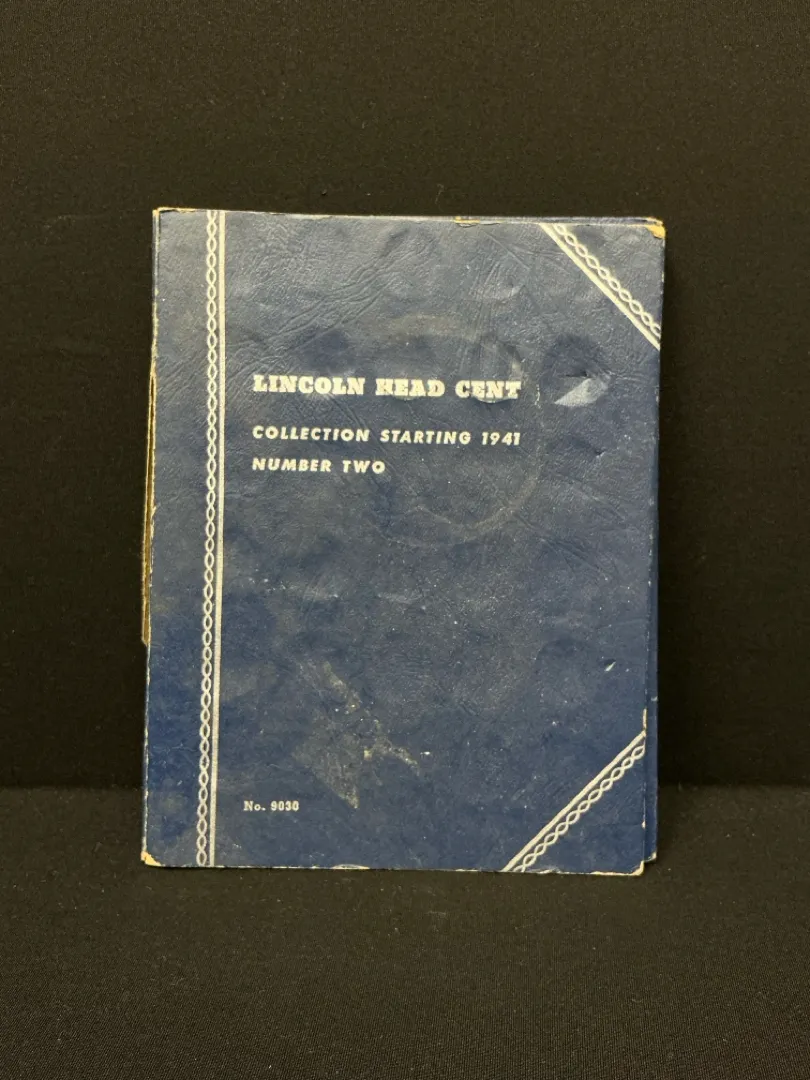 LINCOLN HEAD CENT
COLLECTION STARTING 1941
NUMBER TWO
No. 9030